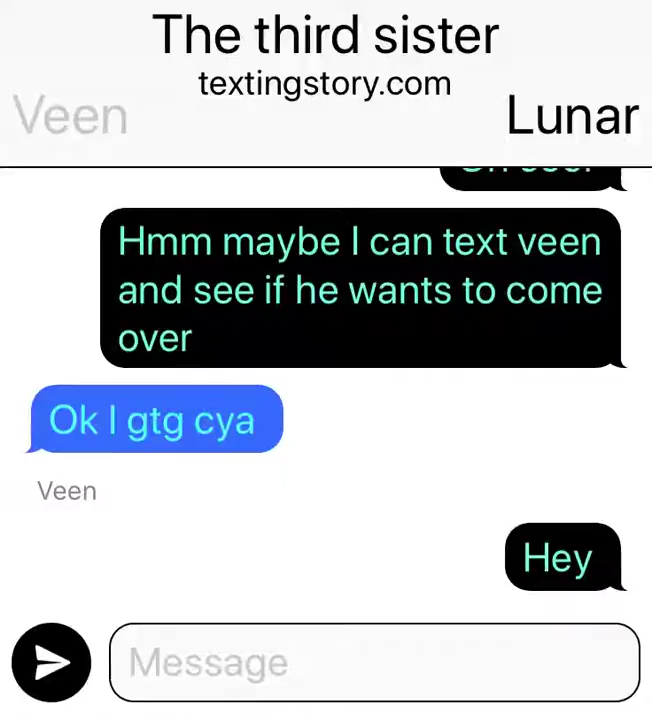 The third sister
textingstory.com
Veen
Lunar
Hmm maybe I can text veen
and see if he wants to come
over
Ok I gtg cya
Veen
Hey
Message